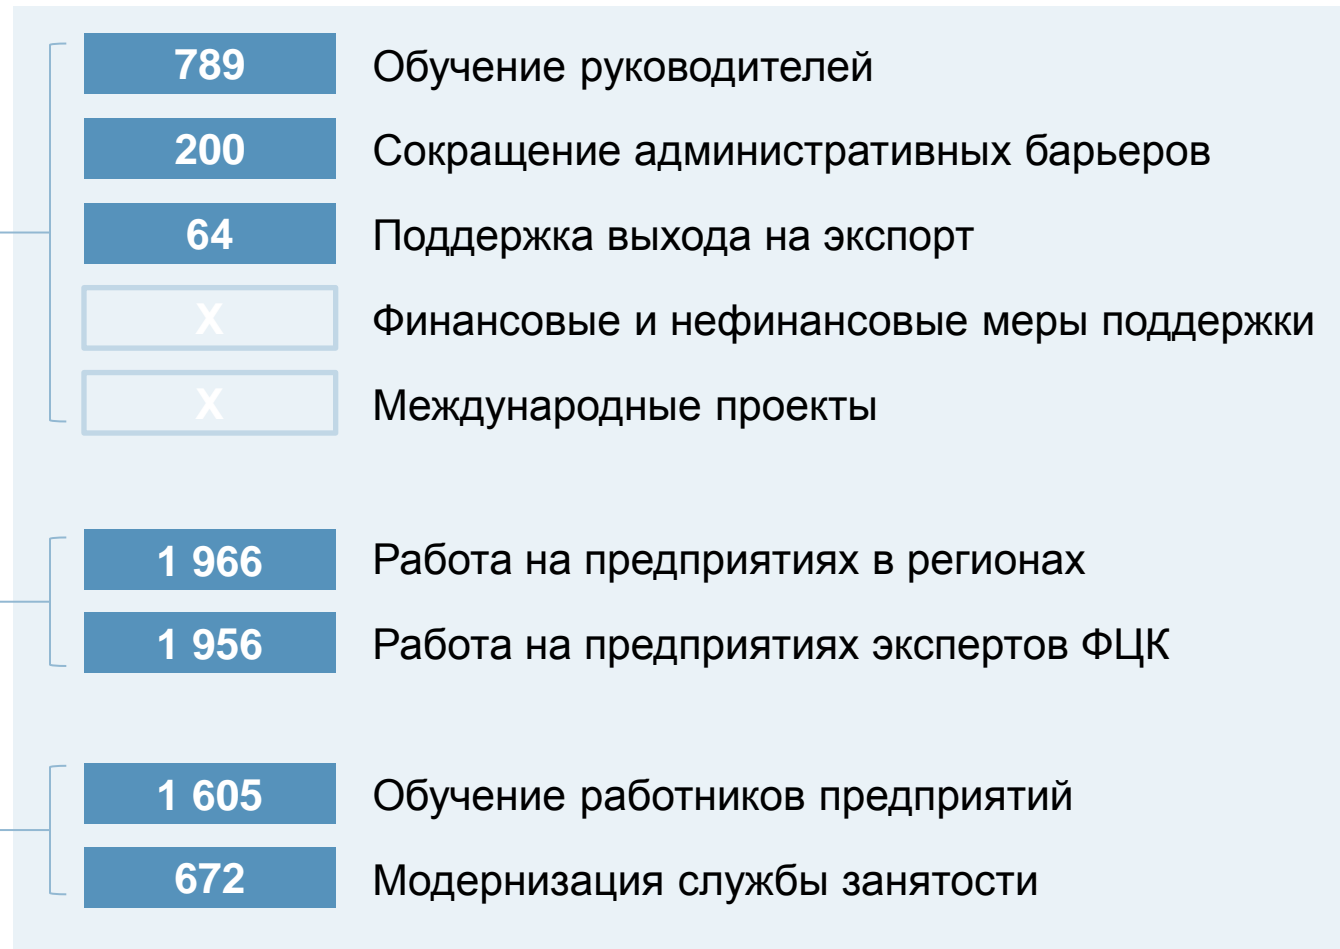 789 Обучение руководителей
200 Сокращение административных барьеров
64 Поддержка выхода на экспорт
X Финансовые и нефинансовые меры поддержки
X Международные проекты
1 966 Работа на предприятиях в регионах
1 956 Работа на предприятиях экспертов ФЦК
1 605 Обучение работников предприятий
672 Модернизация службы занятости